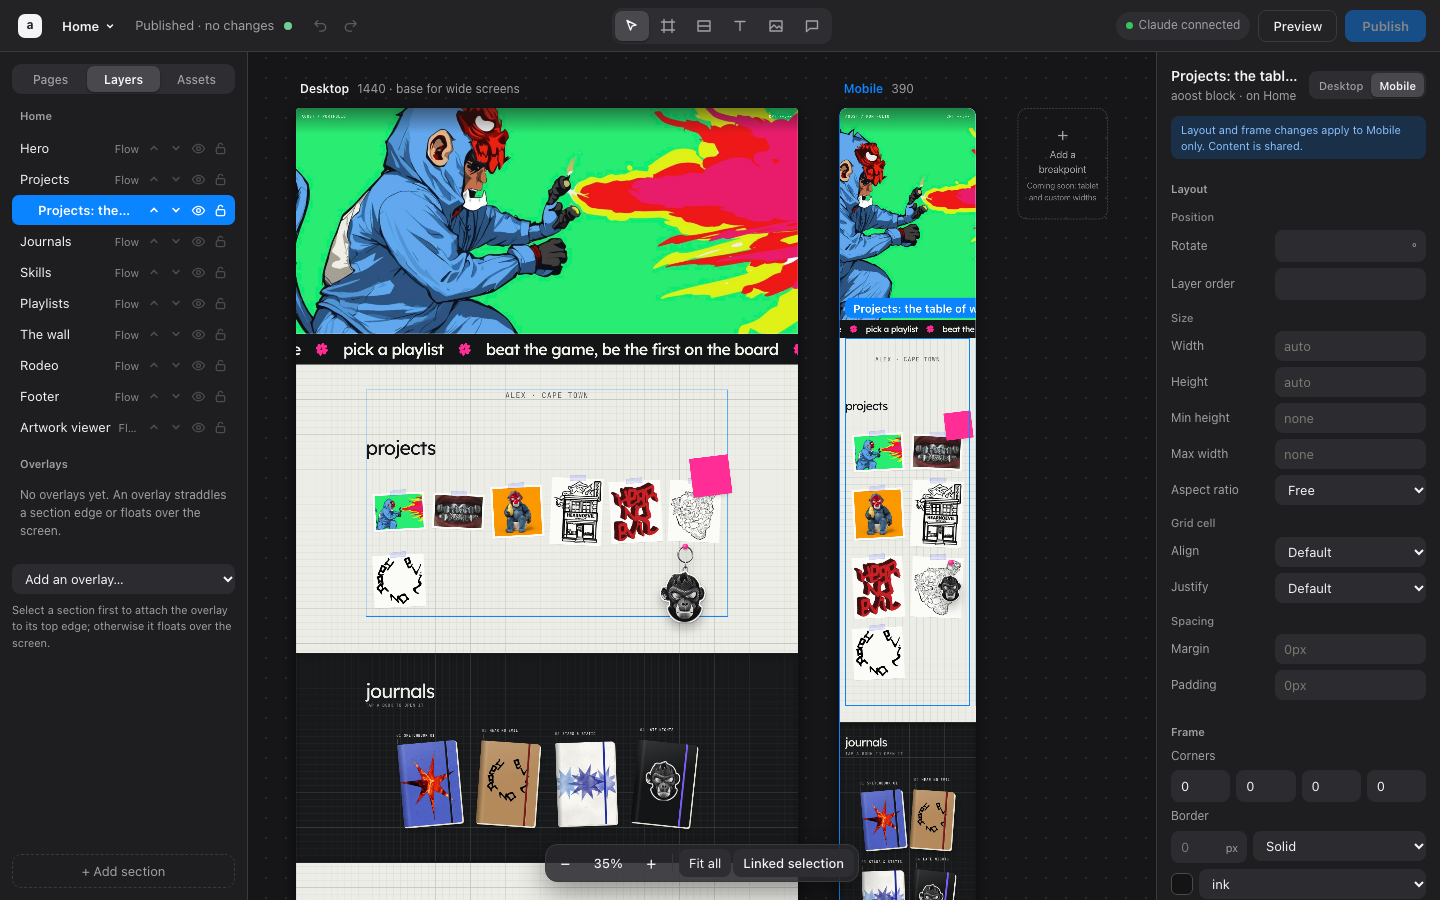 a
Home
Published · no changes
Claude connected
Preview
Publish
Pages
Layers
Assets
Home
Hero Flow
Projects Flow
Projects: the...
Journals Flow
Skills Flow
Playlists Flow
The wall Flow
Rodeo Flow
Footer Flow
Artwork viewer Fl...
Overlays
No overlays yet. An overlay straddles
a section edge or floats over the
screen.
Add an overlay...
Select a section first to attach the overlay
to its top edge; otherwise it floats over the
screen.
+ Add section
Desktop 1440 · base for wide screens
e pick a playlist beat the game, be the first on the board
ALEX · CAPE TOWN
projects
journals
TAP A BOOK TO OPEN IT
Mobile 390
Projects: the table of w
e pick a playlist beat the
ALEX · CAPE TOWN
projects
journals
+
Add a
breakpoint
Coming soon: tablet
and custom widths
− 35% + Fit all Linked selection
Projects: the tabl...
aoost block · on Home
Desktop
Mobile
Layout and frame changes apply to Mobile
only. Content is shared.
Layout
Position
Rotate °
Layer order
Size
Width auto
Height auto
Min height none
Max width none
Aspect ratio Free
Grid cell
Align Default
Justify Default
Spacing
Margin 0px
Padding 0px
Frame
Corners
0 0 0 0
Border
0 px Solid
ink